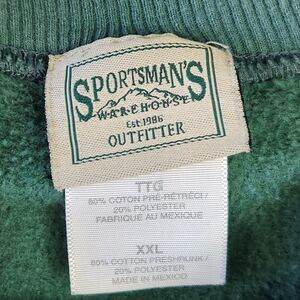 SPORTSMAN'S
WAREHOUSE
Est.1986
OUTFITTER
TTG
80% COTTON PRÉ-RÉTRÉCI /
20% POLYESTER
FABRIQUÉ AU MEXIQUE
XXL
80% COTTON PRESHRUNK /
20% POLYESTER
MADE IN MEXICO